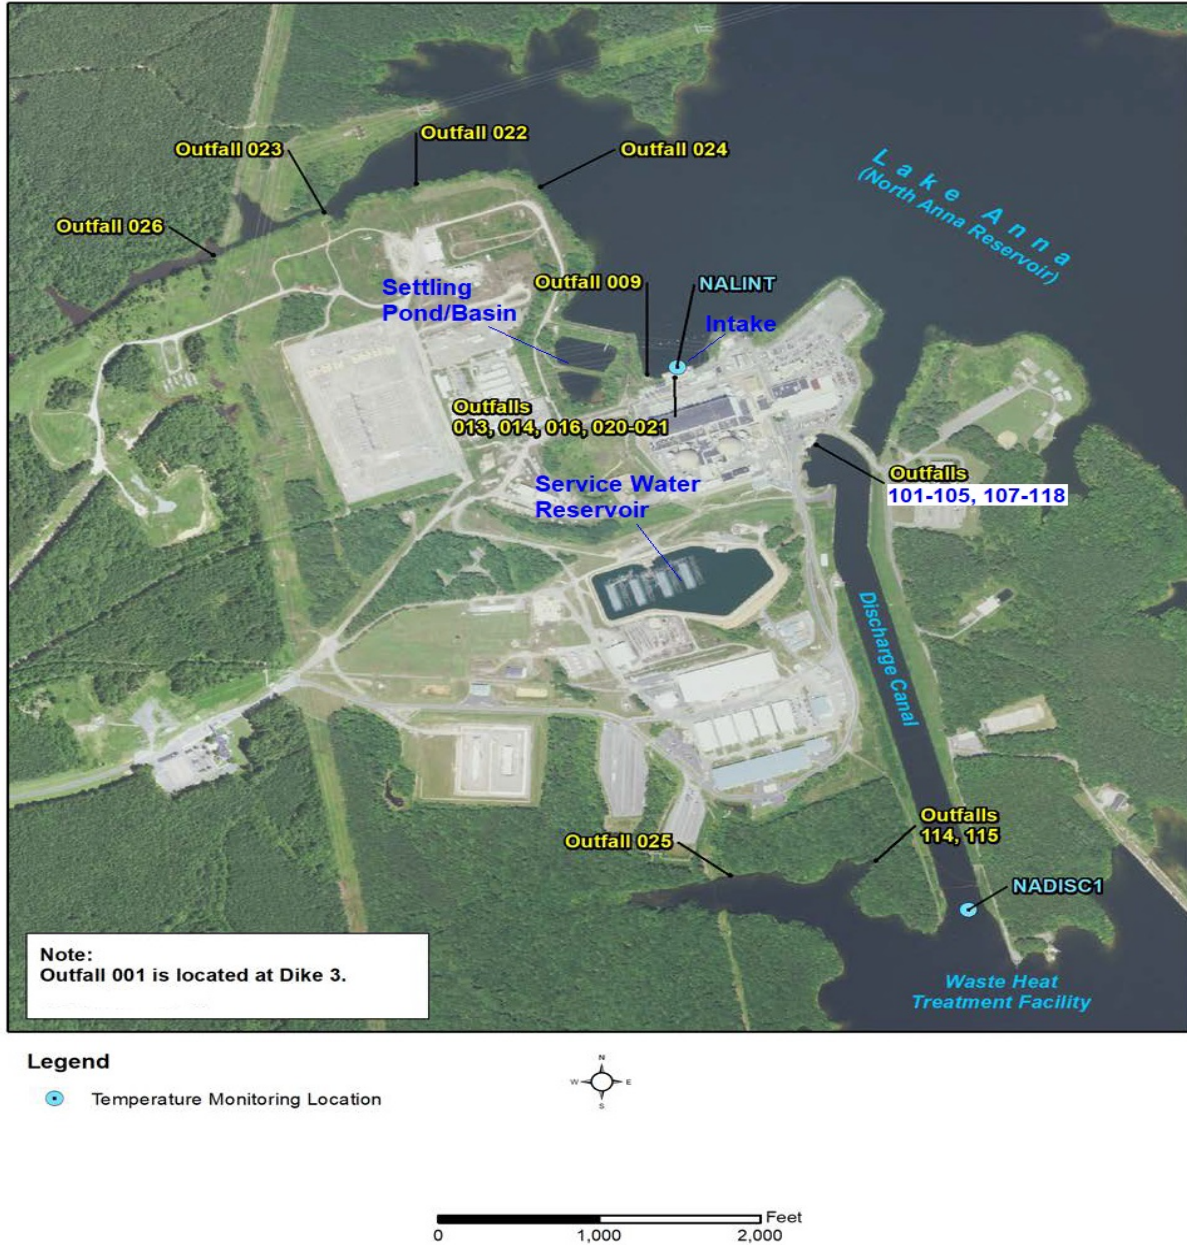 Outfall 022
Outfall 023
Outfall 024
Lake Anna
(North Anna Reservoir)
Outfall 026
Settling
Pond/Basin
Outfall 009
NALINT
Intake
Outfalls
013, 014, 016, 020-021
Outfalls
101-105, 107-118
Service Water
Reservoir
Discharge Canal
Outfalls
114, 115
Outfall 025
NADISC1
Note:
Outfall 001 is located at Dike 3.
Waste Heat
Treatment Facility
Legend
Temperature Monitoring Location
N
W E
S
Feet
0 1,000 2,000